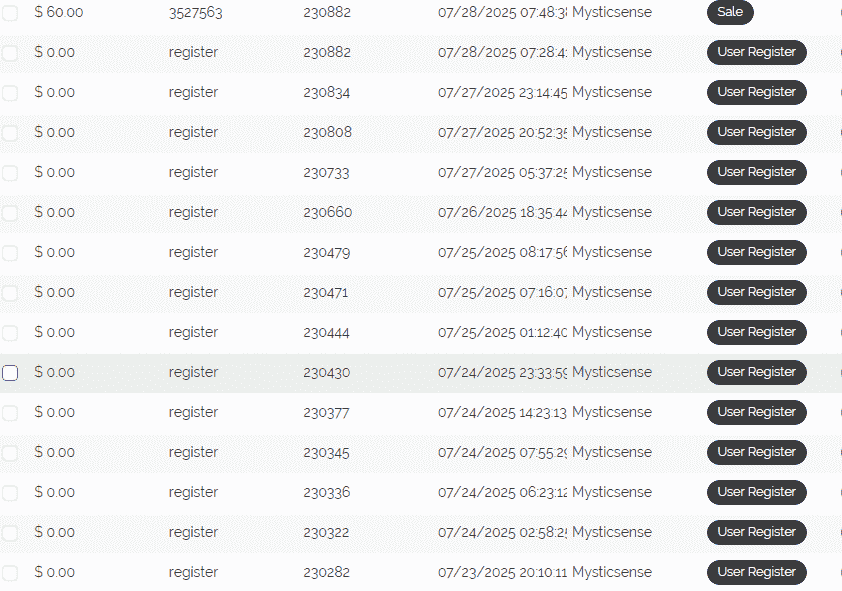 $ 60.00 3527563 230882 07/28/2025 07:48:3 Mysticsense Sale
$ 0.00 register 230882 07/28/2025 07:28:4 Mysticsense User Register
$ 0.00 register 230834 07/27/2025 23:14:45 Mysticsense User Register
$ 0.00 register 230808 07/27/2025 20:52:35 Mysticsense User Register
$ 0.00 register 230733 07/27/2025 05:37:25 Mysticsense User Register
$ 0.00 register 230660 07/26/2025 18:35:44 Mysticsense User Register
$ 0.00 register 230479 07/25/2025 08:17:56 Mysticsense User Register
$ 0.00 register 230471 07/25/2025 07:16:07 Mysticsense User Register
$ 0.00 register 230444 07/25/2025 01:12:40 Mysticsense User Register
$ 0.00 register 230430 07/24/2025 23:33:59 Mysticsense User Register
$ 0.00 register 230377 07/24/2025 14:23:13 Mysticsense User Register
$ 0.00 register 230345 07/24/2025 07:55:29 Mysticsense User Register
$ 0.00 register 230336 07/24/2025 06:23:12 Mysticsense User Register
$ 0.00 register 230322 07/24/2025 02:58:25 Mysticsense User Register
$ 0.00 register 230282 07/23/2025 20:10:11 Mysticsense User Register